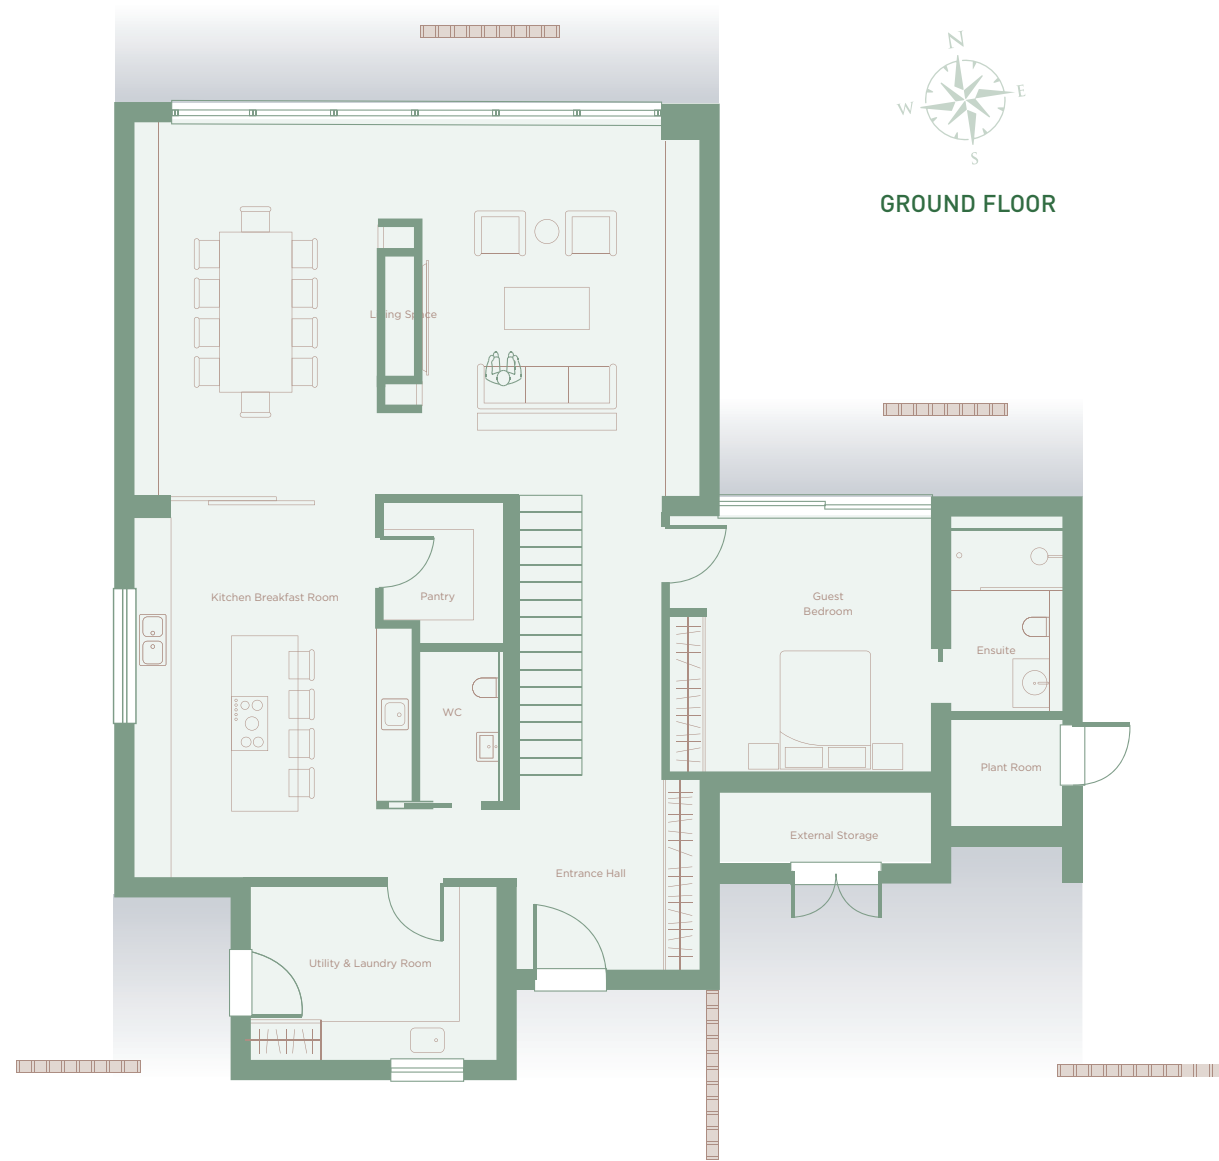 N
E
W
S
GROUND FLOOR
Living Space
Kitchen Breakfast Room
Pantry
Guest
Bedroom
Ensuite
WC
Plant Room
External Storage
Entrance Hall
Utility & Laundry Room